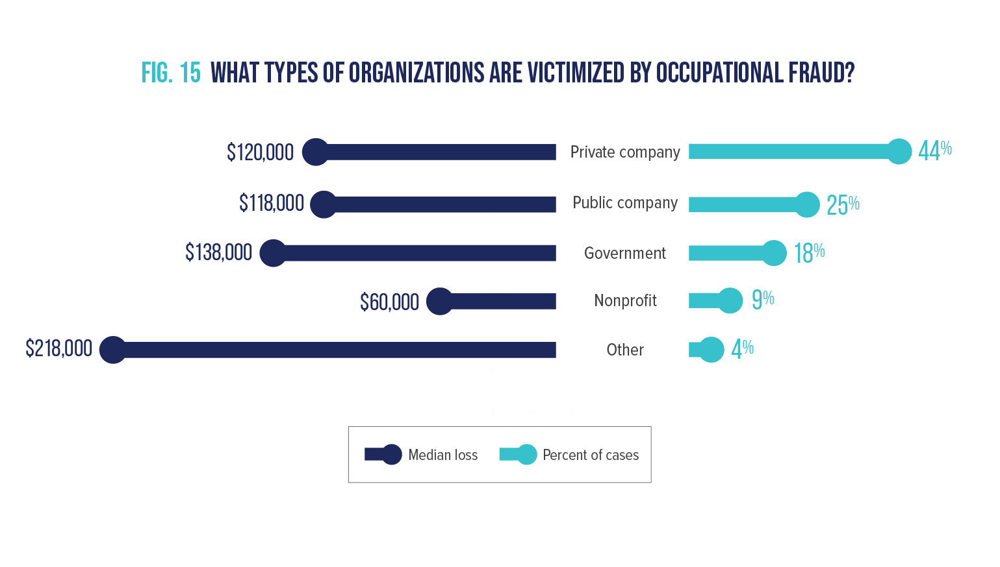 FIG. 15 WHAT TYPES OF ORGANIZATIONS ARE VICTIMIZED BY OCCUPATIONAL FRAUD?
$120,000 Private company 44%
$118,000 Public company 25%
$138,000 Government 18%
$60,000 Nonprofit 9%
$218,000 Other 4%
Median loss Percent of cases